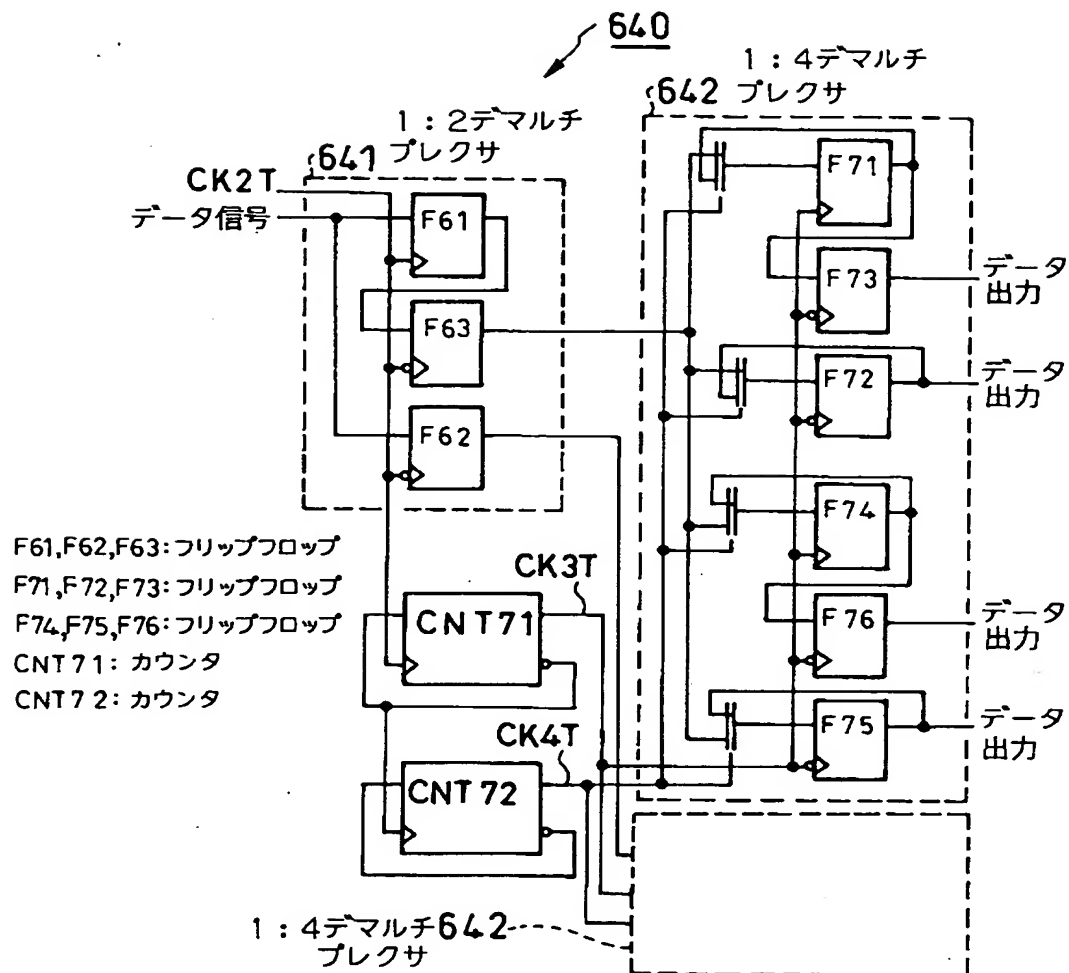 640
1:4デマルチ
642 プレクサ
1:2デマルチ
641 プレクサ
CK2T
データ信号
F61
F63
F62
F71
F73
データ
出力
F72
データ
出力
F74
F76
データ
出力
F75
データ
出力
F61,F62,F63:フリップフロップ
F71,F72,F73:フリップフロップ
F74,F75,F76:フリップフロップ
CNT71:カウンタ
CNT72:カウンタ
CK3T
CNT71
CK4T
CNT72
1:4デマルチ642
プレクサ